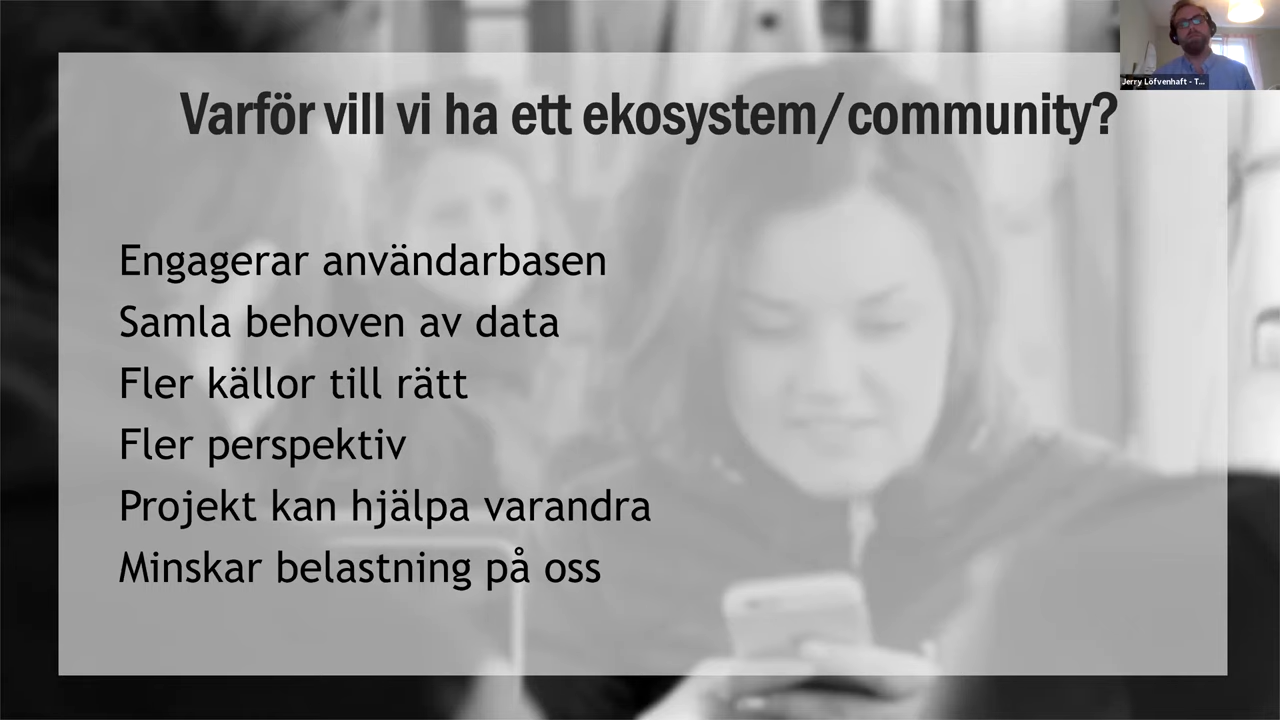 Varför vill vi ha ett ekosystem/community?
Jerry Löfvenhaft - T...
Engagerar användarbasen
Samla behoven av data
Fler källor till rätt
Fler perspektiv
Projekt kan hjälpa varandra
Minskar belastning på oss